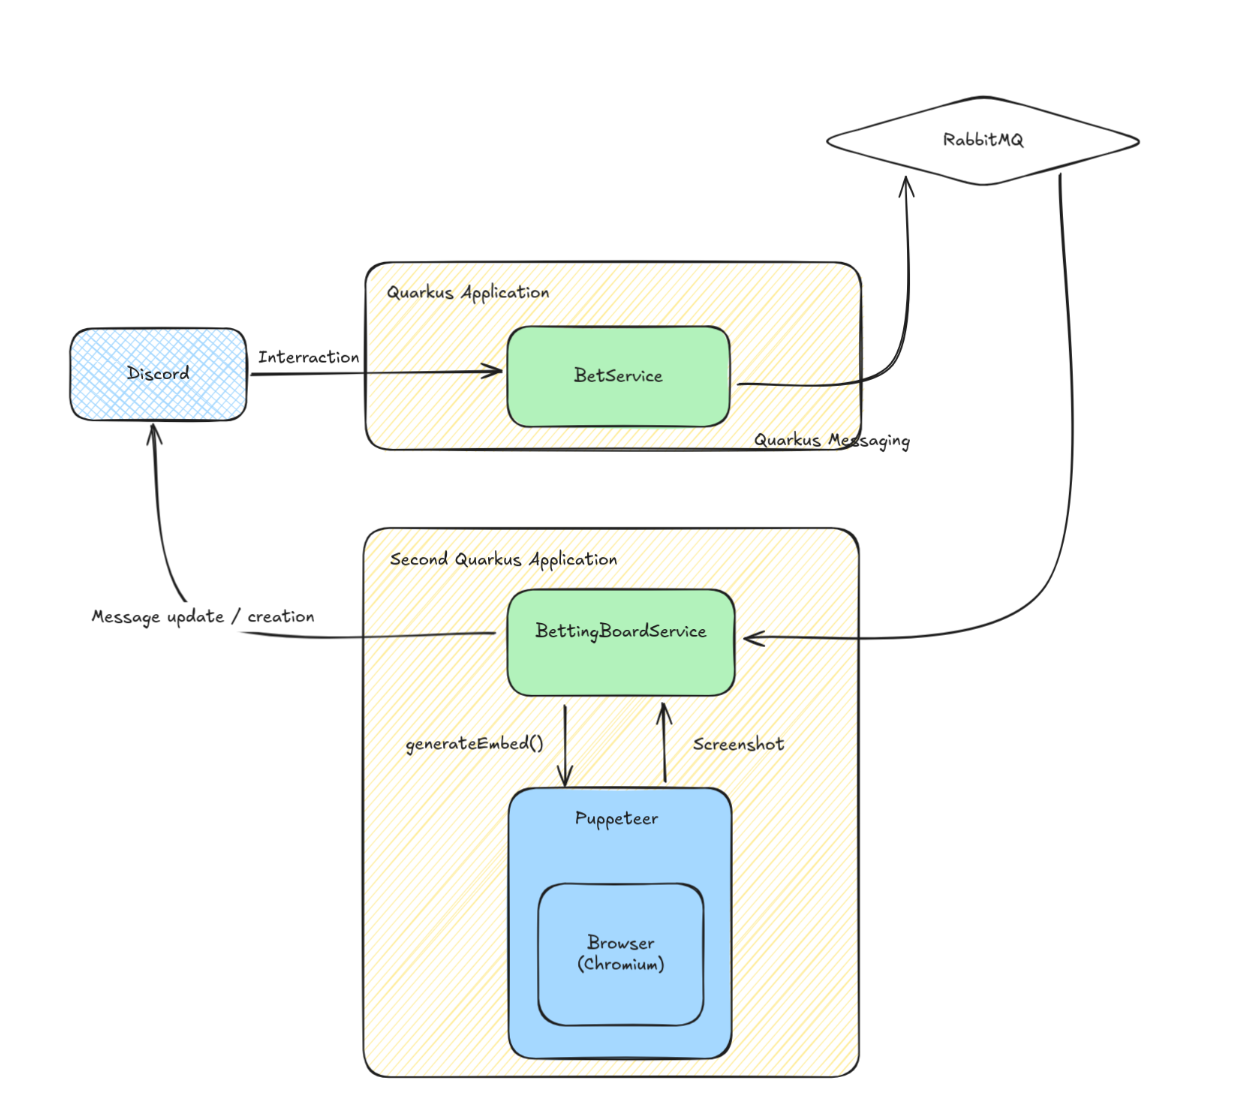 RabbitMQ
Quarkus Application
Discord
Interraction
BetService
Quarkus Messaging
Second Quarkus Application
Message update / creation
BettingBoardService
generateEmbed()
Screenshot
Puppeteer
Browser
(Chromium)